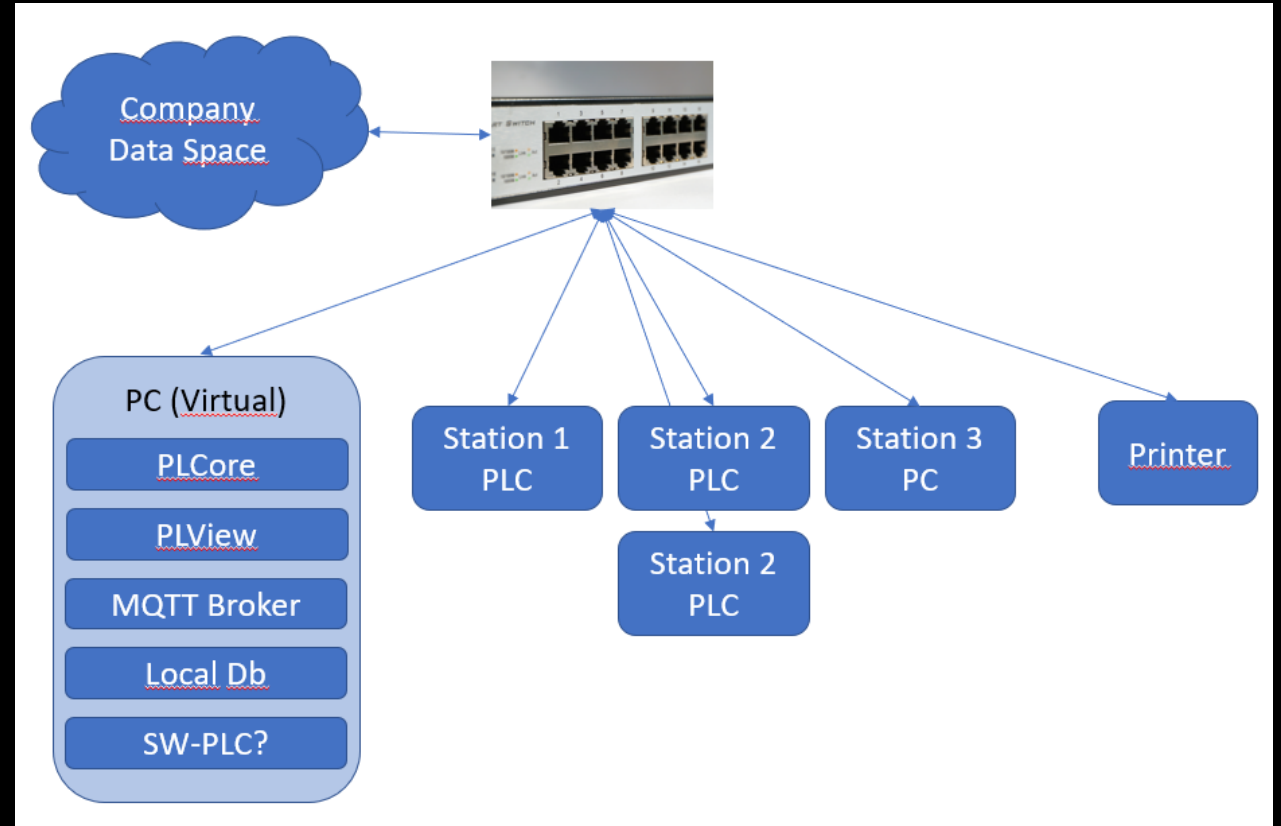 Company
Data Space
SWITCH
PC (Virtual)
PLCore
PLView
MQTT Broker
Local Db
SW-PLC?
Station 1
PLC
Station 2
PLC
Station 3
PC
Printer
Station 2
PLC